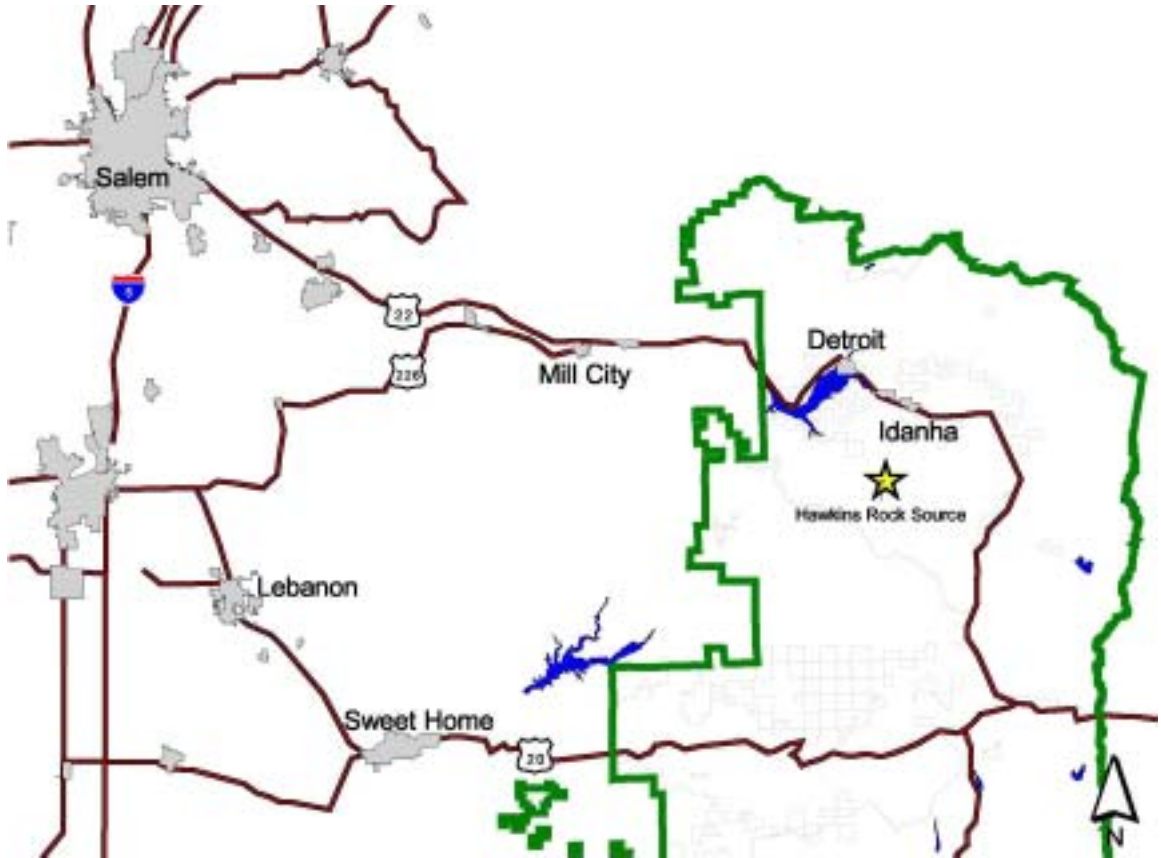 Salem
5
22
Detroit
226
Mill City
Idanha
Hawkins Rock Source
Lebanon
Sweet Home
20
N